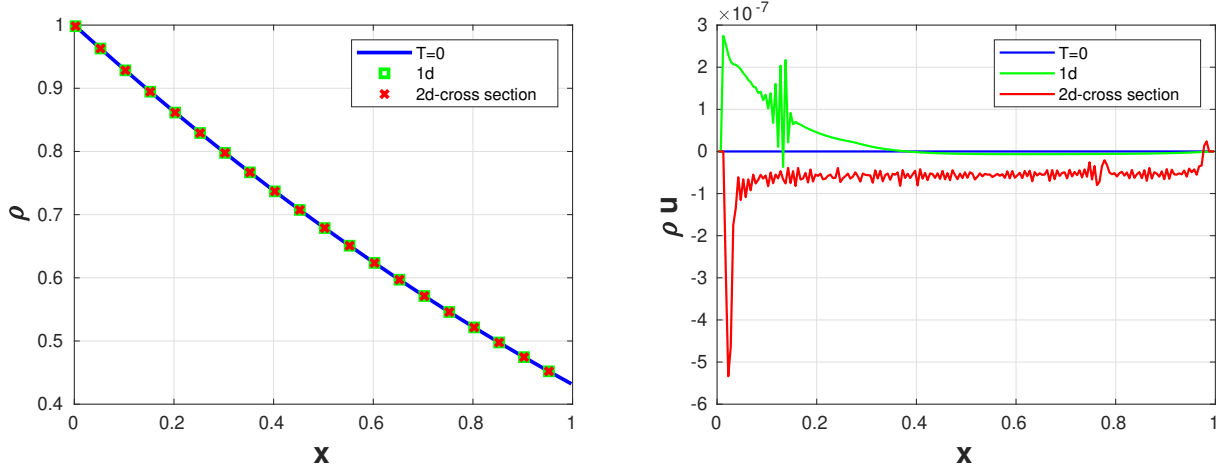 1
0.9
0.8
0.7
0.6
0.5
0.4
ρ
T=0
1d
2d-cross section
0 0.2 0.4 0.6 0.8 1
x
×10⁻⁷
3
2
1
0
-1
-2
-3
-4
-5
-6
ρ u
T=0
1d
2d-cross section
0 0.2 0.4 0.6 0.8 1
x